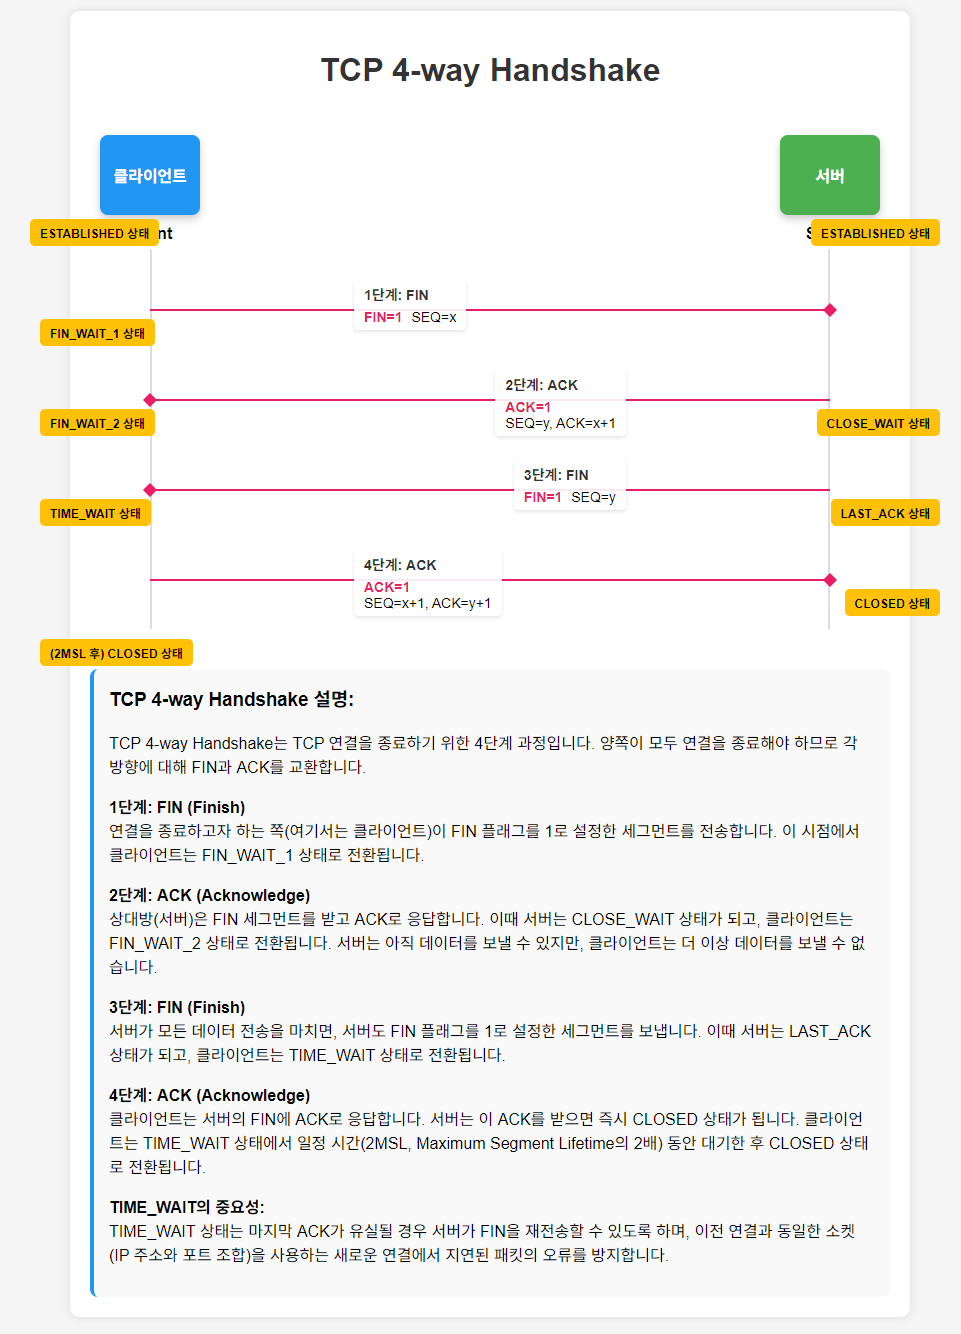 TCP 4-way Handshake
클라이언트
서버
ESTABLISHED 상태
nt
ESTABLISHED 상태
1단계: FIN
FIN=1 SEQ=x
FIN_WAIT_1 상태
2단계: ACK
ACK=1
SEQ=y, ACK=x+1
FIN_WAIT_2 상태
CLOSE_WAIT 상태
3단계: FIN
FIN=1 SEQ=y
TIME_WAIT 상태
LAST_ACK 상태
4단계: ACK
ACK=1
SEQ=x+1, ACK=y+1
CLOSED 상태
(2MSL 후) CLOSED 상태
TCP 4-way Handshake 설명:
TCP 4-way Handshake는 TCP 연결을 종료하기 위한 4단계 과정입니다. 양쪽이 모두 연결을 종료해야 하므로 각
방향에 대해 FIN과 ACK를 교환합니다.
1단계: FIN (Finish)
연결을 종료하고자 하는 쪽(여기서는 클라이언트)이 FIN 플래그를 1로 설정한 세그먼트를 전송합니다. 이 시점에서
클라이언트는 FIN_WAIT_1 상태로 전환됩니다.
2단계: ACK (Acknowledge)
상대방(서버)은 FIN 세그먼트를 받고 ACK로 응답합니다. 이때 서버는 CLOSE_WAIT 상태가 되고, 클라이언트는
FIN_WAIT_2 상태로 전환됩니다. 서버는 아직 데이터를 보낼 수 있지만, 클라이언트는 더 이상 데이터를 보낼 수 없
습니다.
3단계: FIN (Finish)
서버가 모든 데이터 전송을 마치면, 서버도 FIN 플래그를 1로 설정한 세그먼트를 보냅니다. 이때 서버는 LAST_ACK
상태가 되고, 클라이언트는 TIME_WAIT 상태로 전환됩니다.
4단계: ACK (Acknowledge)
클라이언트는 서버의 FIN에 ACK로 응답합니다. 서버는 이 ACK를 받으면 즉시 CLOSED 상태가 됩니다. 클라이언
트는 TIME_WAIT 상태에서 일정 시간(2MSL, Maximum Segment Lifetime의 2배) 동안 대기한 후 CLOSED 상태
로 전환됩니다.
TIME_WAIT의 중요성:
TIME_WAIT 상태는 마지막 ACK가 유실될 경우 서버가 FIN을 재전송할 수 있도록 하며, 이전 연결과 동일한 소켓
(IP 주소와 포트 조합)을 사용하는 새로운 연결에서 지연된 패킷의 오류를 방지합니다.